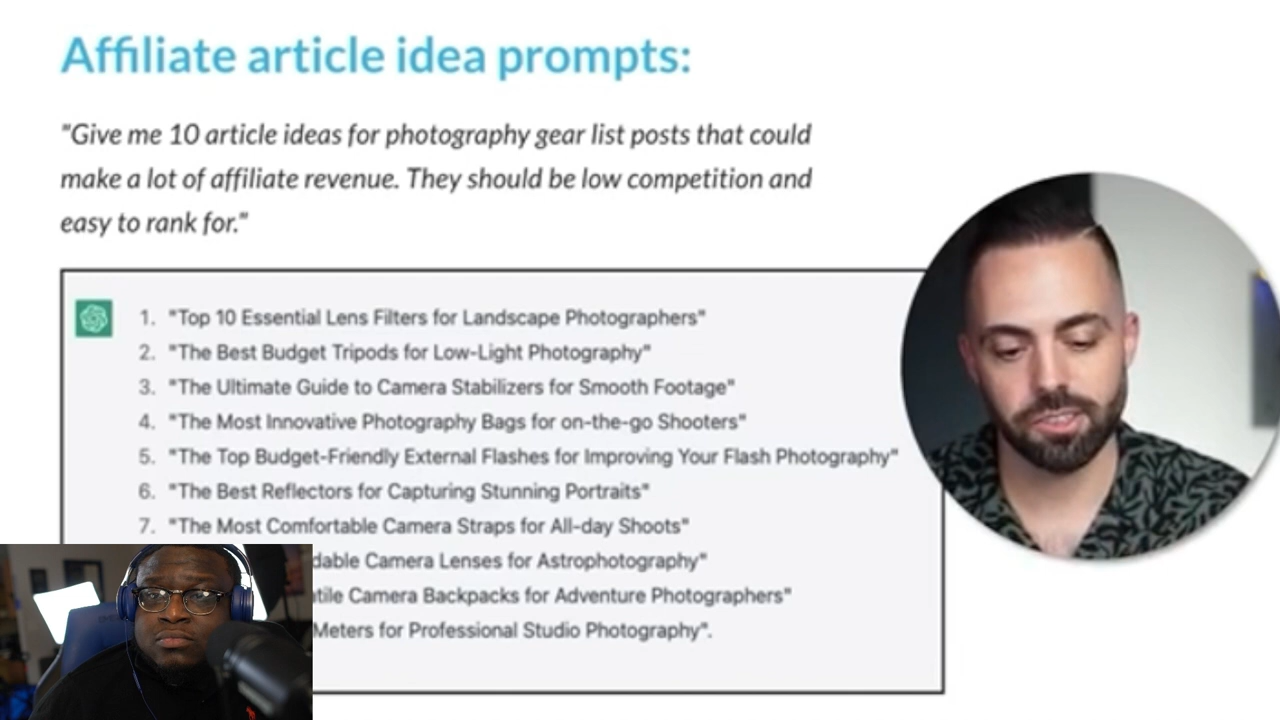 Affiliate article idea prompts:
"Give me 10 article ideas for photography gear list posts that could
make a lot of affiliate revenue. They should be low competition and
easy to rank for."
1. "Top 10 Essential Lens Filters for Landscape Photographers"
2. "The Best Budget Tripods for Low-Light Photography"
3. "The Ultimate Guide to Camera Stabilizers for Smooth Footage"
4. "The Most Innovative Photography Bags for on-the-go Shooters"
5. "The Top Budget-Friendly External Flashes for Improving Your Flash Photography"
6. "The Best Reflectors for Capturing Stunning Portraits"
7. "The Most Comfortable Camera Straps for All-day Shoots"
dable Camera Lenses for Astrophotography"
tile Camera Backpacks for Adventure Photographers"
Meters for Professional Studio Photography".